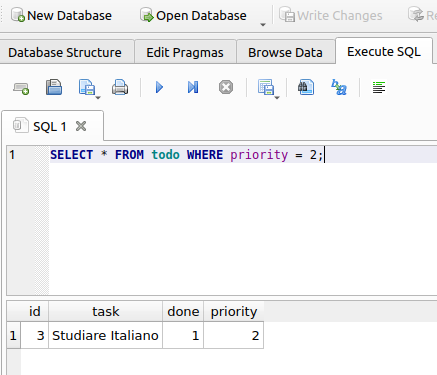 New Database Open Database Write Changes Re
Database Structure Edit Pragmas Browse Data Execute SQL
SQL 1
1 SELECT * FROM todo WHERE priority = 2;
id task done priority
1 3 Studiare Italiano 1 2